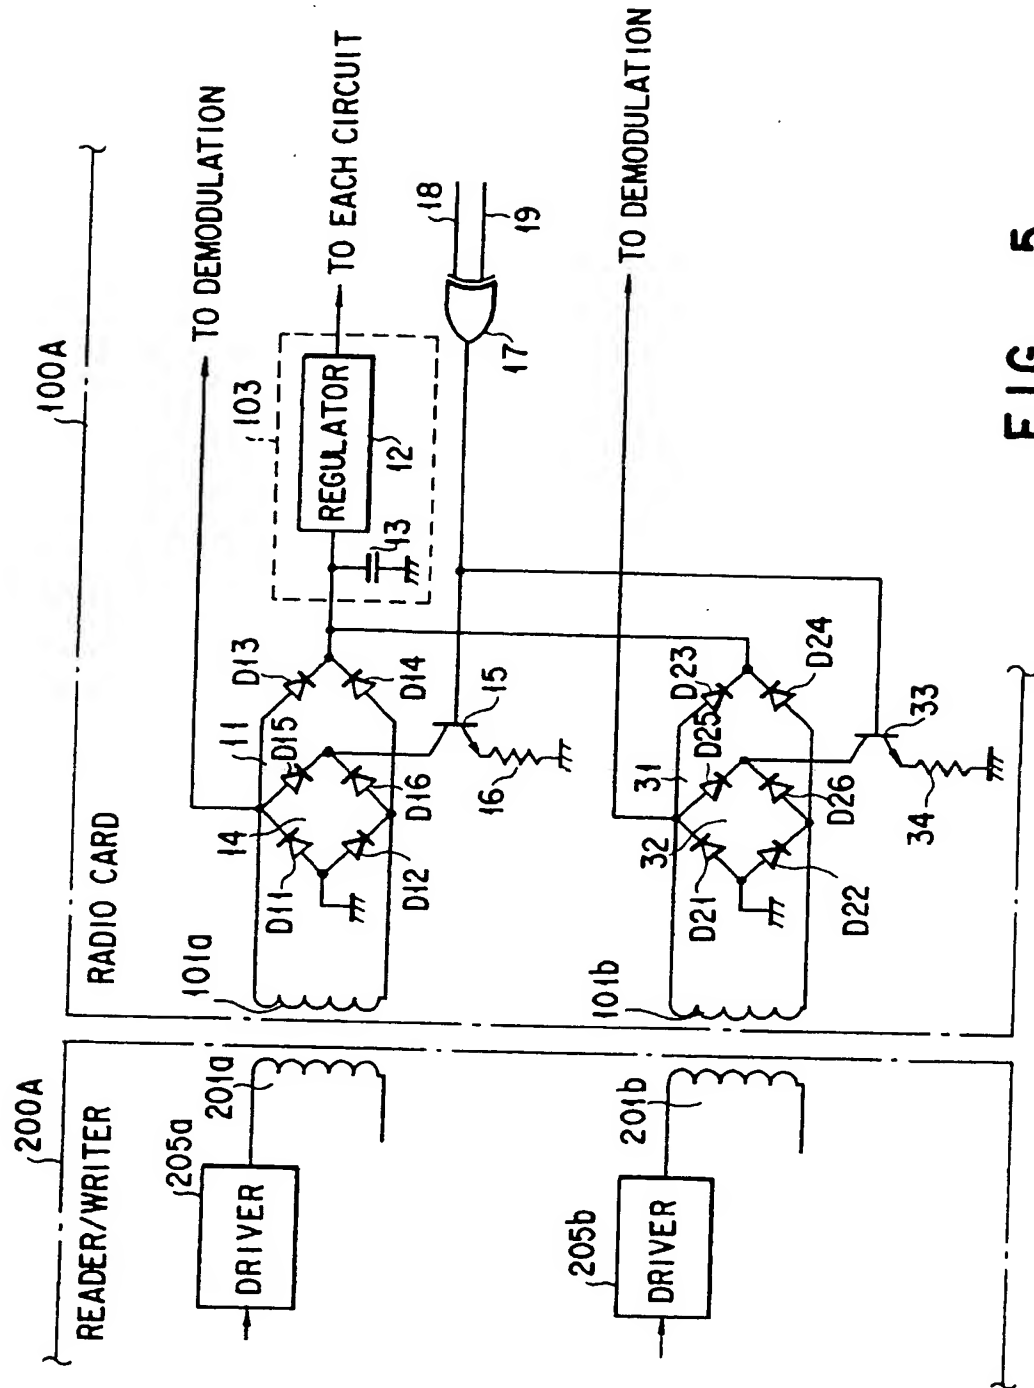 200A
READER/WRITER
205a
DRIVER
201a
205b
DRIVER
201b
100A
RADIO CARD
TO DEMODULATION
101a
14
D11
D12
11
D15
D16
D13
D14
103
REGULATOR
12
13
TO EACH CIRCUIT
15
16
17
18
19
101b
TO DEMODULATION
31
32
D21
D22
D25
D26
D23
D24
33
34
FIG. 5